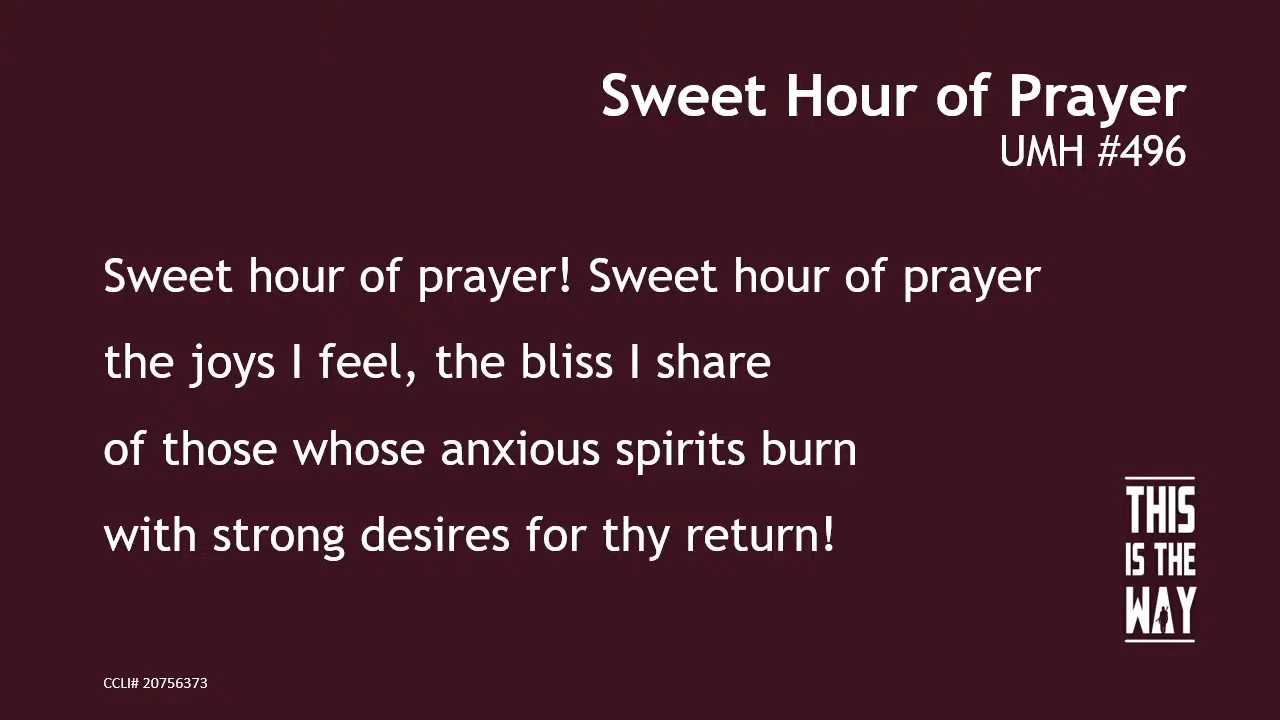 Sweet Hour of Prayer
UMH #496
Sweet hour of prayer! Sweet hour of prayer
the joys I feel, the bliss I share
of those whose anxious spirits burn
with strong desires for thy return!
THIS
IS THE
WAY
CCLI# 20756373